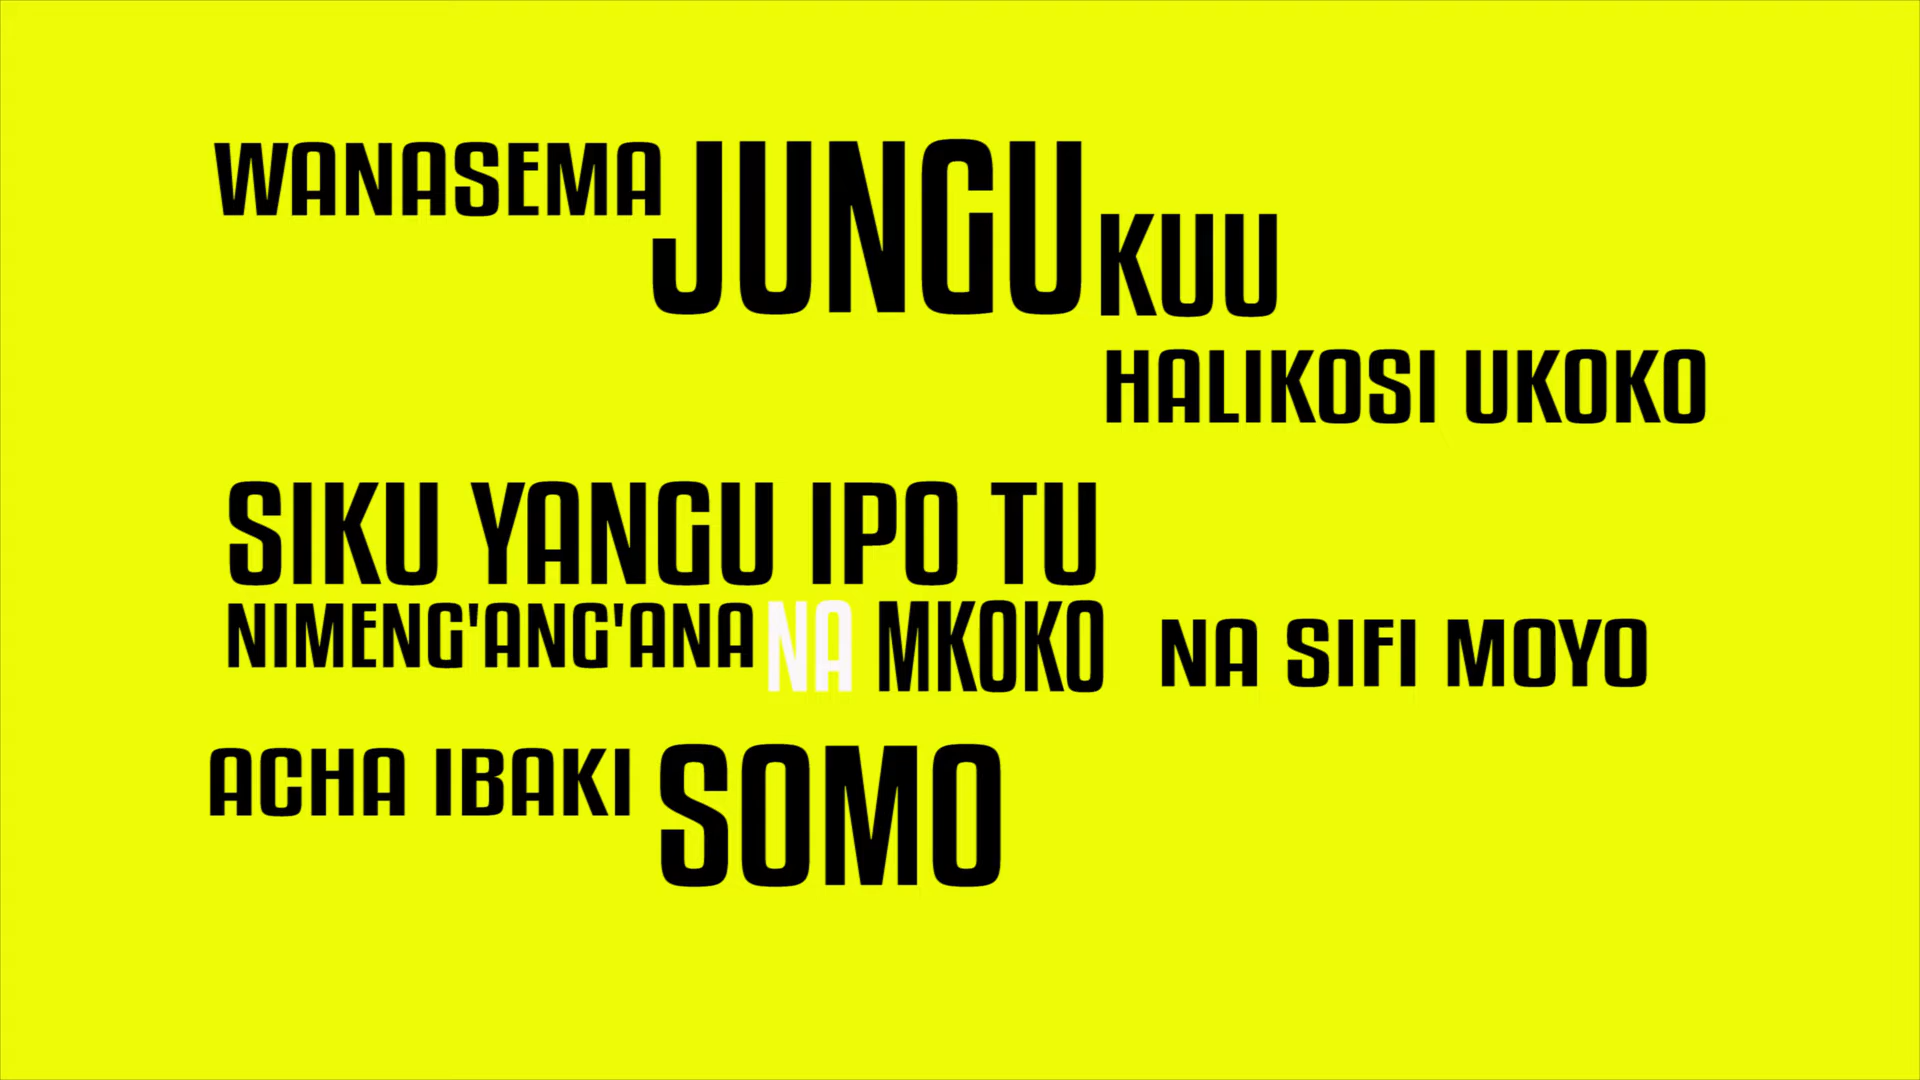 WANASEMA JUNGU KUU
HALIKOSI UKOKO
SIKU YANGU IPO TU
NIMENG'ANG'ANA NA MKOKO NA SIFI MOYO
ACHA IBAKI SOMO